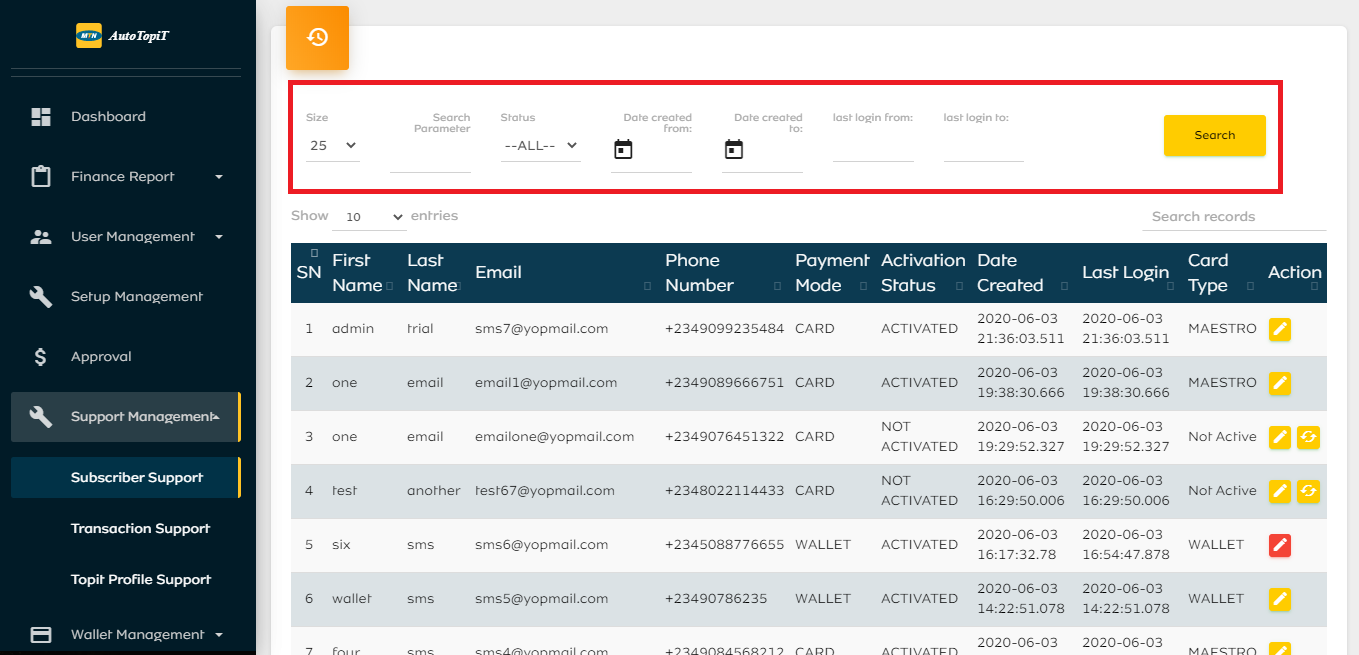 MTN AutoTopiT
Dashboard
Finance Report
User Management
Setup Management
Approval
Support Management
Subscriber Support
Transaction Support
Topit Profile Support
Wallet Management
Size
25
Search
Parameter
Status
--ALL--
Date created
from:
Date created
to:
last login from:
last login to:
Search
Show 10 entries
Search records
SN First Name Last Name Email Phone Number Payment Mode Activation Status Date Created Last Login Card Type Action
1 admin trial sms7@yopmail.com +2349099235484 CARD ACTIVATED 2020-06-03 21:36:03.511 2020-06-03 21:36:03.511 MAESTRO
2 one email email1@yopmail.com +2349089666751 CARD ACTIVATED 2020-06-03 19:38:30.666 2020-06-03 19:38:30.666 MAESTRO
3 one email emailone@yopmail.com +2349076451322 CARD NOT ACTIVATED 2020-06-03 19:29:52.327 2020-06-03 19:29:52.327 Not Active
4 test another test67@yopmail.com +2348022114433 CARD NOT ACTIVATED 2020-06-03 16:29:50.006 2020-06-03 16:29:50.006 Not Active
5 six sms sms6@yopmail.com +2345088776655 WALLET ACTIVATED 2020-06-03 16:17:32.78 2020-06-03 16:54:47.878 WALLET
6 wallet sms sms5@yopmail.com +23490786235 WALLET ACTIVATED 2020-06-03 14:22:51.078 2020-06-03 14:22:51.078 WALLET
7 four sms sms4@yopmail.com +2349084568212 CARD ACTIVATED 2020-06-03 2020-06-03 MAESTRO